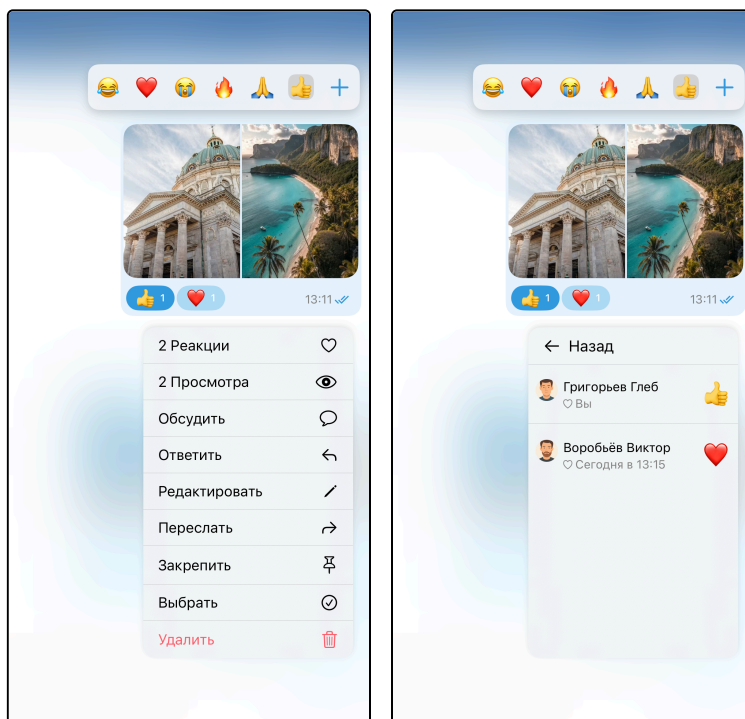 1 1 13:11
2 Реакции
2 Просмотра
Обсудить
Ответить
Редактировать
Переслать
Закрепить
Выбрать
Удалить
1 1 13:11
Назад
Григорьев Глеб
Вы
Воробьёв Виктор
Сегодня в 13:15